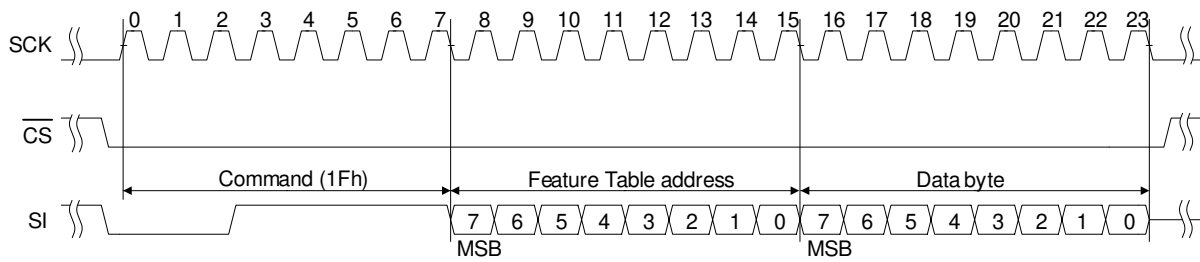 0 1 2 3 4 5 6 7 8 9 10 11 12 13 14 15 16 17 18 19 20 21 22 23
SCK
CS
Command (1Fh) Feature Table address Data byte
SI 7 6 5 4 3 2 1 0 7 6 5 4 3 2 1 0
MSB MSB